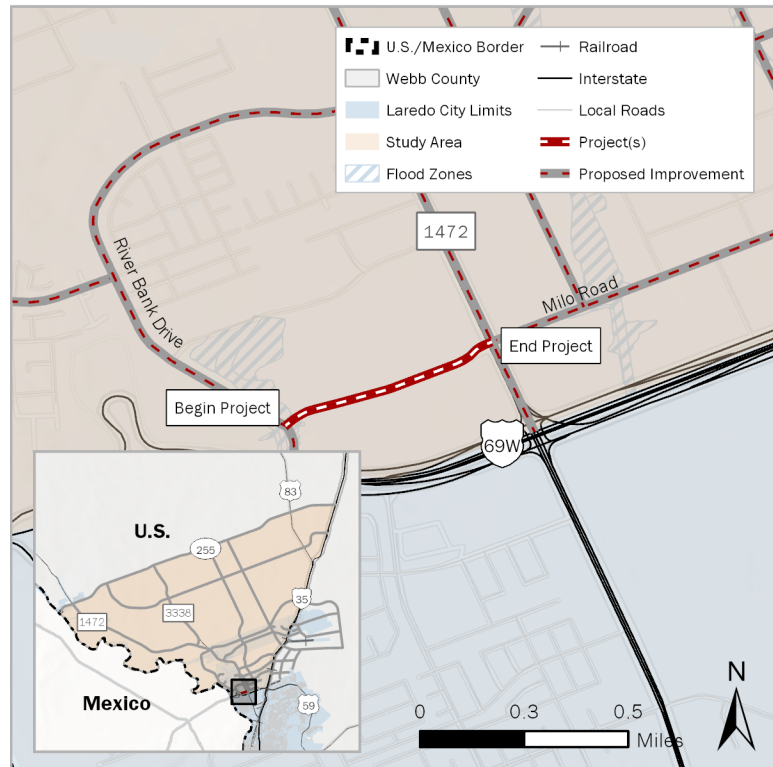 U.S./Mexico Border
Webb County
Laredo City Limits
Study Area
Flood Zones
Railroad
Interstate
Local Roads
Project(s)
Proposed Improvement
1472
River Bank Drive
Milo Road
End Project
Begin Project
69W
83
U.S.
255
35
3338
1472
Mexico
59
N
0 0.3 0.5
Miles